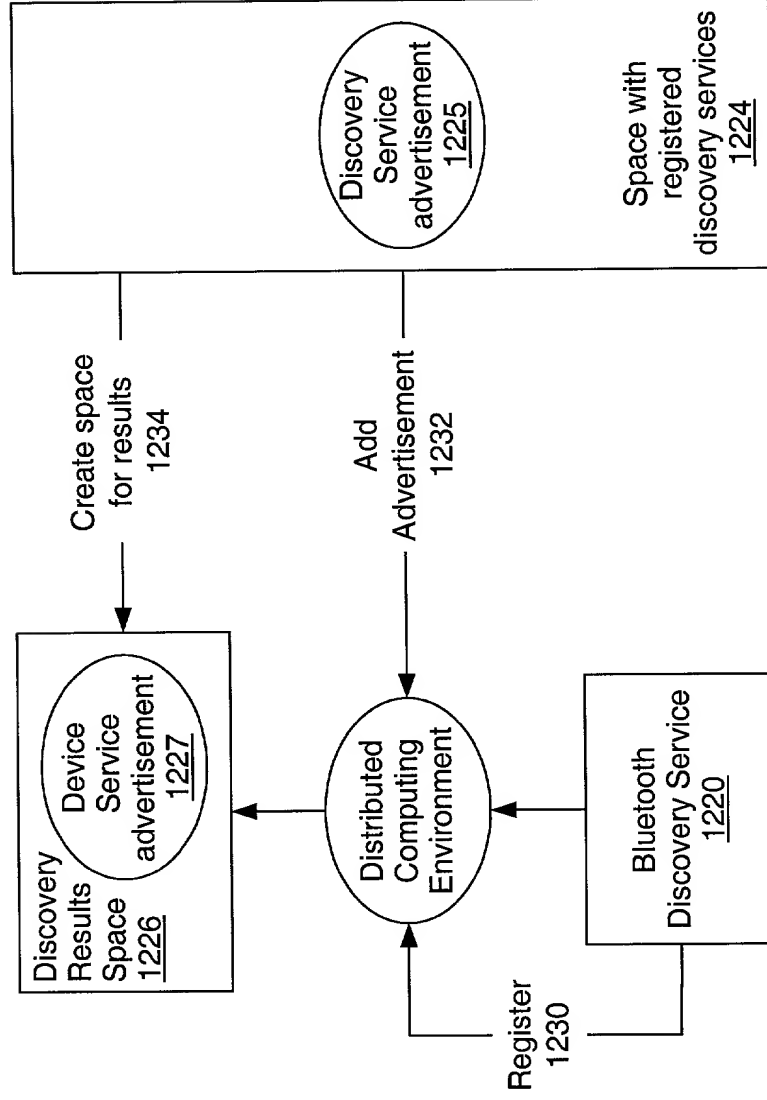 Discovery
Results
Space
1226
Device
Service
advertisement
1227
Create space
for results
1234
Discovery
Service
advertisement
1225
Space with
registered
discovery services
1224
Distributed
Computing
Environment
Add
Advertisement
1232
Register
1230
Bluetooth
Discovery Service
1220